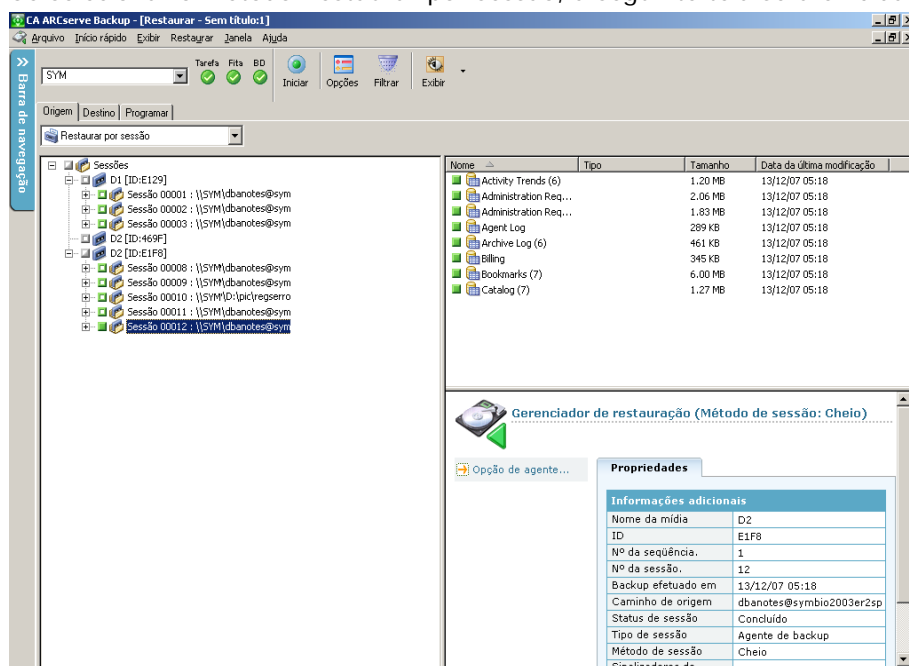 CA ARCserve Backup - [Restaurar - Sem título:1]
Arquivo Início rápido Exibir Restaurar Janela Ajuda
Barra de navegação
SYM
Tarefa Fita BD
Iniciar Opções Filtrar Exibir
Origem Destino Programar
Restaurar por sessão
Sessões
D1 [ID:E129]
Sessão 00001 : \\SYM\dbanotes@sym
Sessão 00002 : \\SYM\dbanotes@sym
Sessão 00003 : \\SYM\dbanotes@sym
D2 [ID:469F]
D2 [ID:E1F8]
Sessão 00008 : \\SYM\dbanotes@sym
Sessão 00009 : \\SYM\dbanotes@sym
Sessão 00010 : \\SYM\D:\pic\regserro
Sessão 00011 : \\SYM\dbanotes@sym
Sessão 00012 : \\SYM\dbanotes@sym
Nome Tipo Tamanho Data da última modificação
Activity Trends (6) 1.20 MB 13/12/07 05:18
Administration Req... 2.06 MB 13/12/07 05:18
Administration Req... 1.83 MB 13/12/07 05:18
Agent Log 289 KB 13/12/07 05:18
Archive Log (6) 461 KB 13/12/07 05:18
Billing 345 KB 13/12/07 05:18
Bookmarks (7) 6.00 MB 13/12/07 05:18
Catalog (7) 1.27 MB 13/12/07 05:18
Gerenciador de restauração (Método de sessão: Cheio)
Opção de agente...
Propriedades
Informações adicionais
Nome da mídia D2
ID E1F8
Nº da seqüência. 1
Nº da sessão. 12
Backup efetuado em 13/12/07 05:18
Caminho de origem dbanotes@symbio2003er2sp
Status de sessão Concluído
Tipo de sessão Agente de backup
Método de sessão Cheio